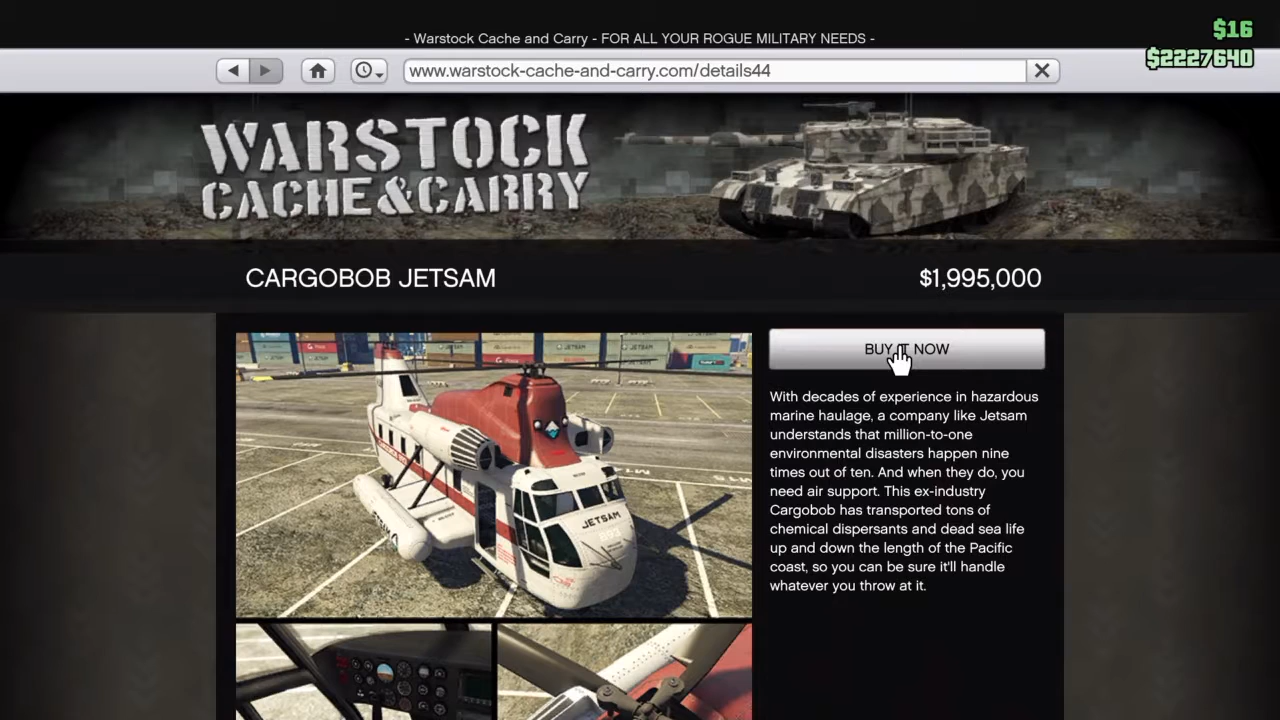 - Warstock Cache and Carry - FOR ALL YOUR ROGUE MILITARY NEEDS -
$16
$2227640
www.warstock-cache-and-carry.com/details44
WARSTOCK
CACHE&CARRY
CARGOBOB JETSAM
$1,995,000
BUY IT NOW
With decades of experience in hazardous
marine haulage, a company like Jetsam
understands that million-to-one
environmental disasters happen nine
times out of ten. And when they do, you
need air support. This ex-industry
Cargobob has transported tons of
chemical dispersants and dead sea life
up and down the length of the Pacific
coast, so you can be sure it'll handle
whatever you throw at it.
JETSAM